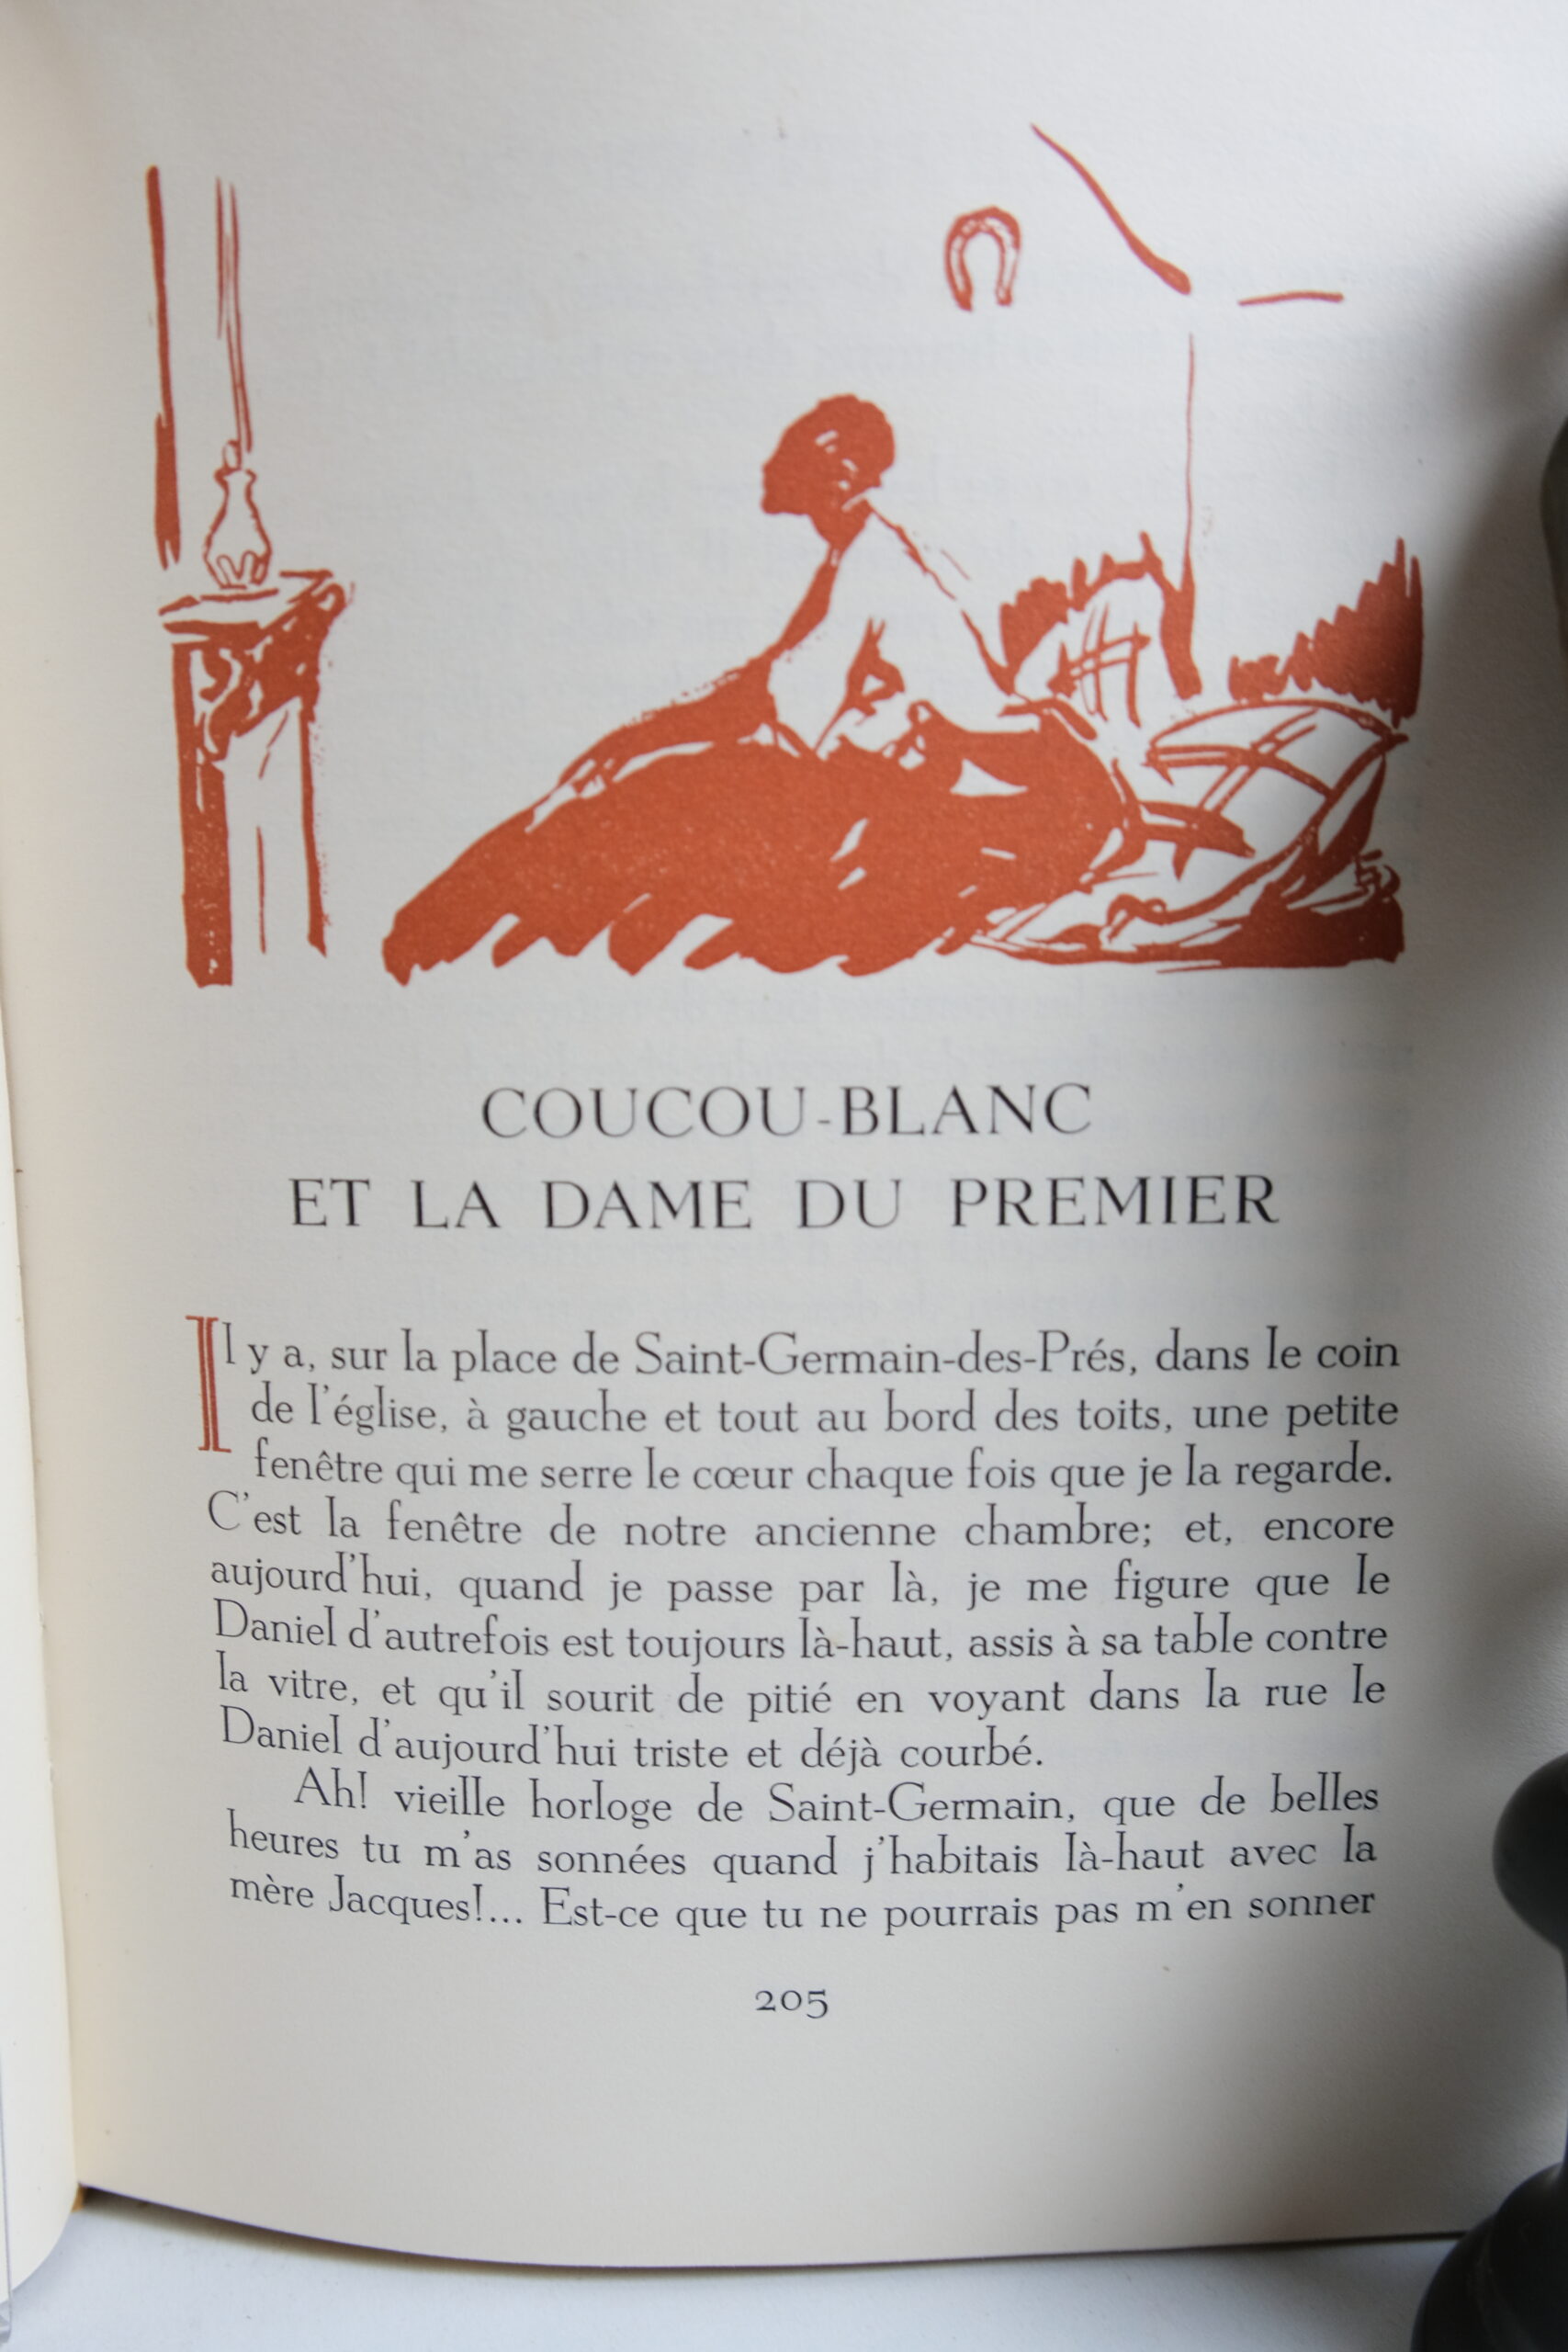 COUCOU-BLANC
ET LA DAME DU PREMIER
Il y a, sur la place de Saint-Germain-des-Prés, dans le coin
de l'église, à gauche et tout au bord des toits, une petite
fenêtre qui me serre le cœur chaque fois que je la regarde.
C'est la fenêtre de notre ancienne chambre; et, encore
aujourd'hui, quand je passe par là, je me figure que le
Daniel d'autrefois est toujours là-haut, assis à sa table contre
la vitre, et qu'il sourit de pitié en voyant dans la rue le
Daniel d'aujourd'hui triste et déjà courbé.
Ah! vieille horloge de Saint-Germain, que de belles
heures tu m'as sonnées quand j'habitais là-haut avec la
mère Jacques!... Est-ce que tu ne pourrais pas m'en sonner
205